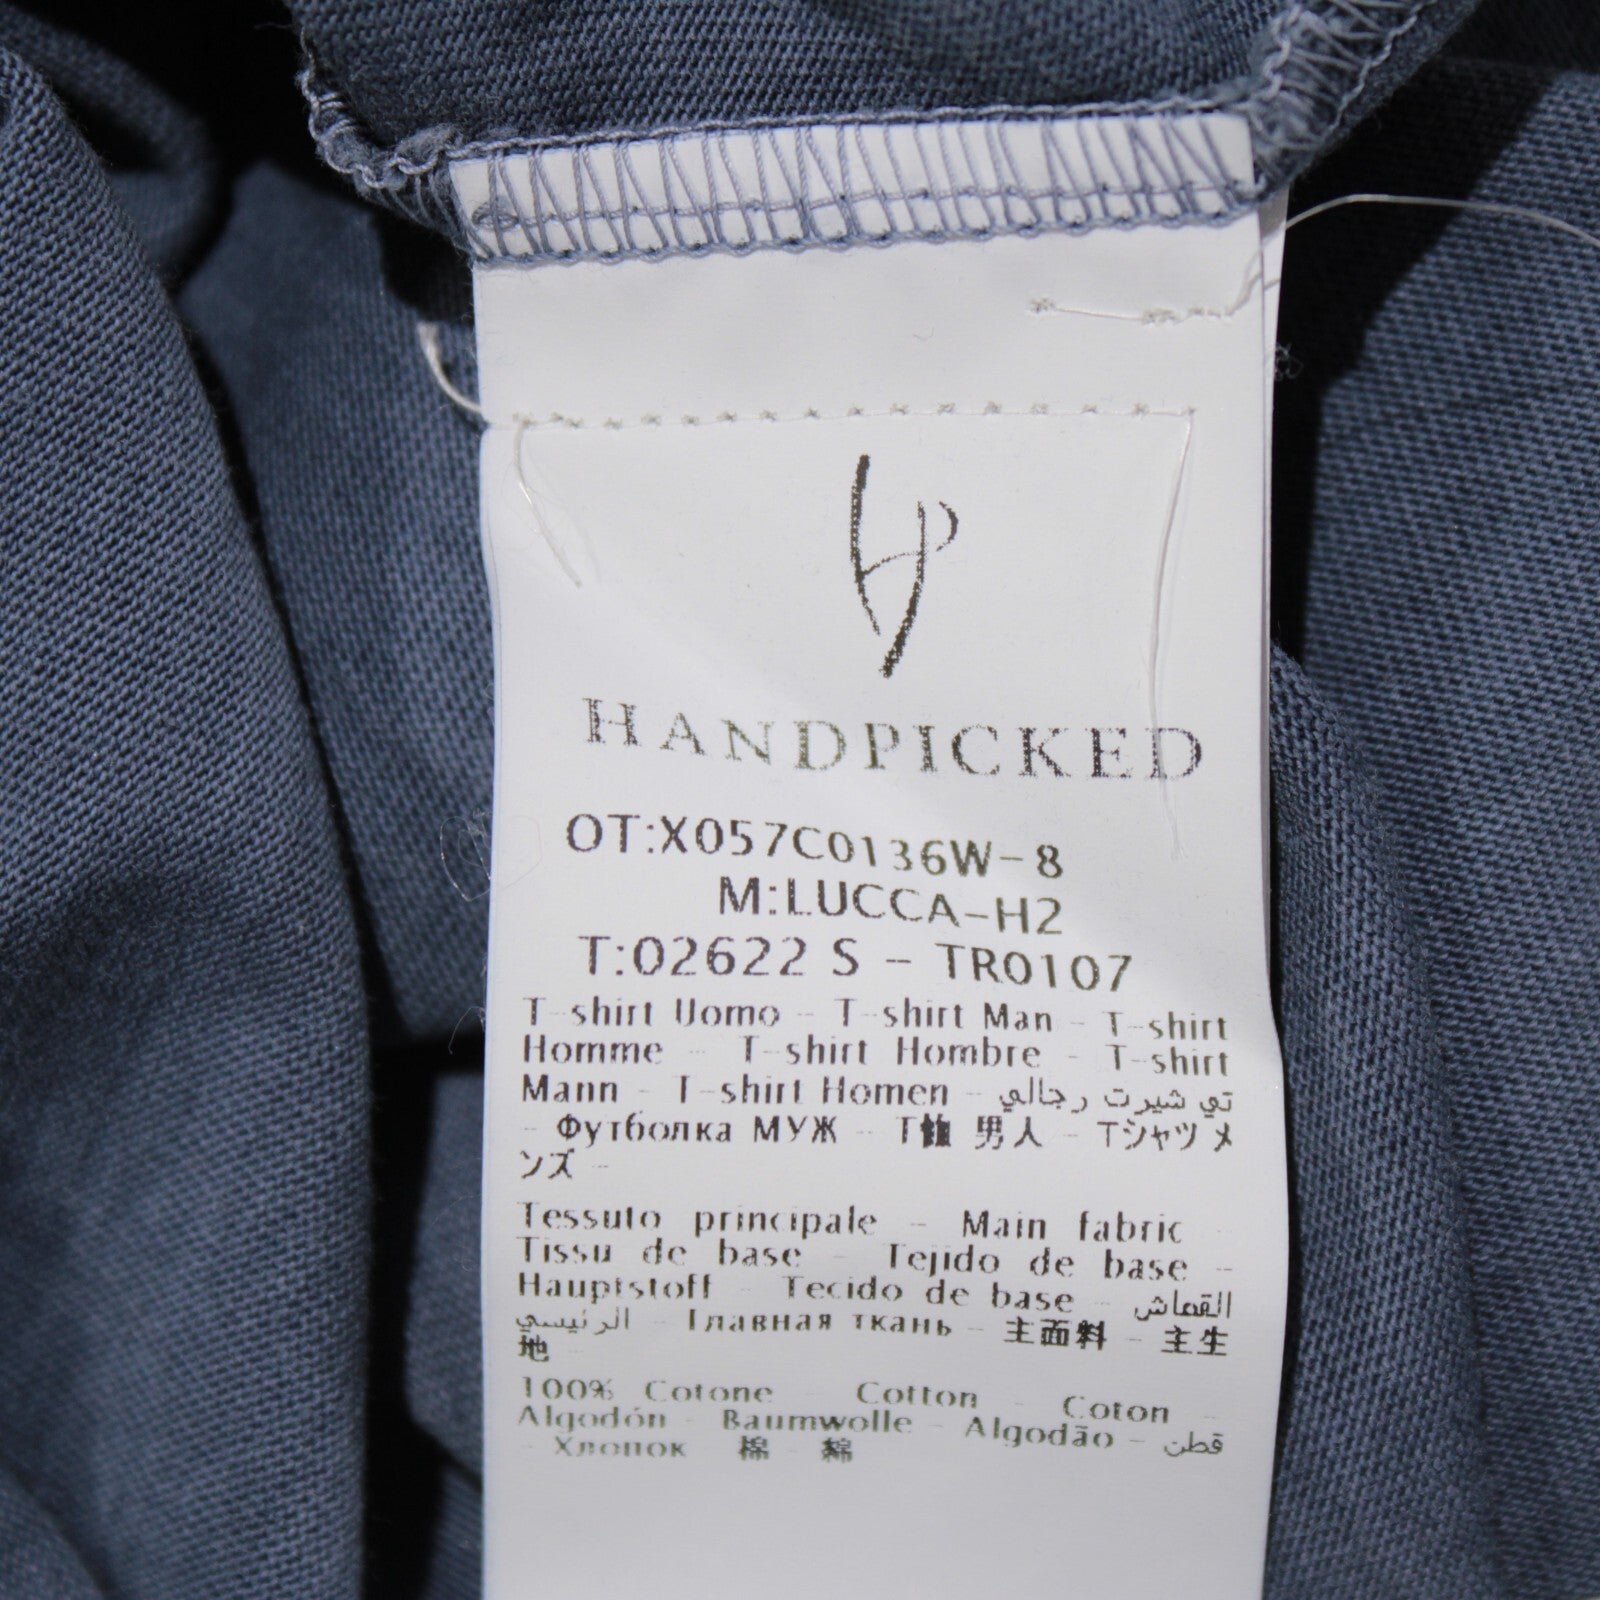 HANDPICKED
OT:X057C0136W-8
M:LUCCA-H2
T:02622 S - TR0107
T-shirt Uomo - T-shirt Man - T-shirt
Homme - T-shirt Hombre - T-shirt
Mann - T-shirt Homen - تي شيرت رجالي
- Футболка МУЖ - T恤 男人 - Tシャツ メ
ンズ -
Tessuto principale - Main fabric -
Tissu de base - Tejido de base -
Hauptstoff - Tecido de base - القماش
الرئيسي - Главная ткань - 主面料 - 主生
地 -
100% Cotone - Cotton - Coton -
Algodón - Baumwolle - Algodão - قطن
- Хлопок - 棉 - 綿